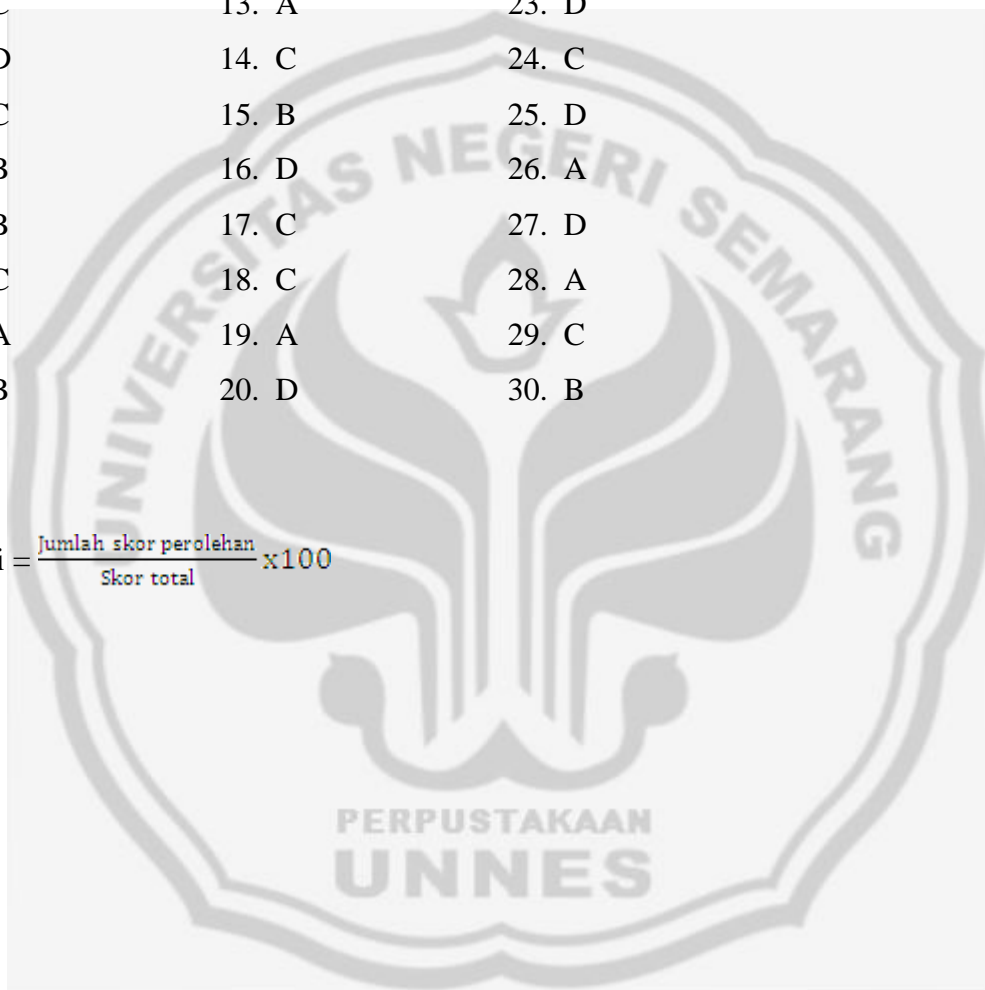 C 13. A 23. D
D 14. C 24. C
C 15. B 25. D
B 16. D 26. A
B 17. C 27. D
C 18. C 28. A
A 19. A 29. C
B 20. D 30. B
i = Jumlah skor perolehan
Skor total
x100
UNIVERSITAS NEGERI SEMARANG
PERPUSTAKAAN
UNNES